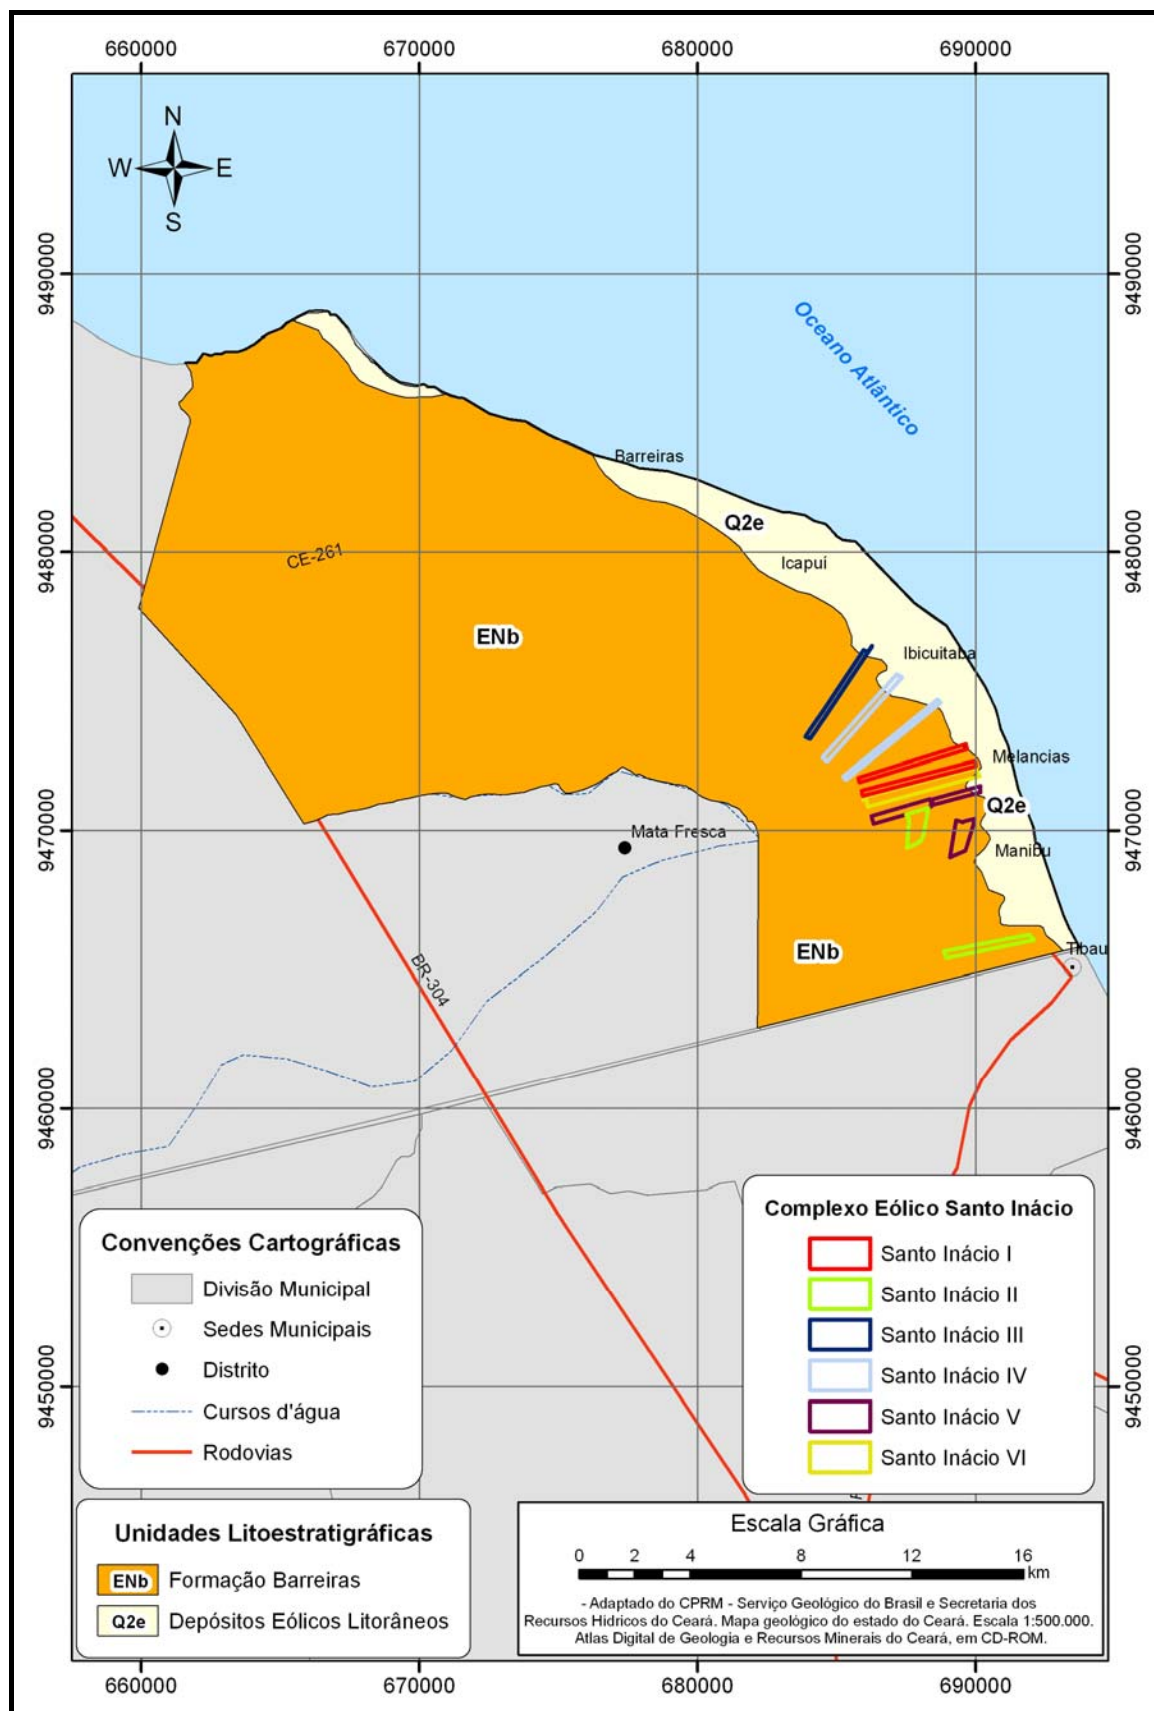 660000 670000 680000 690000
N
W E
S
9490000 9490000
Oceano Atlântico
Barreiras
Q2e
9480000 9480000
CE-261
Icapuí
ENb
Ibicuitaba
Melancias
Q2e
9470000 9470000
Mata Fresca
Manibu
ENb
Tibau
BR-304
9460000 9460000
Complexo Eólico Santo Inácio
Santo Inácio I
Santo Inácio II
Santo Inácio III
Santo Inácio IV
Santo Inácio V
Santo Inácio VI
Convenções Cartográficas
Divisão Municipal
Sedes Municipais
Distrito
Cursos d'água
Rodovias
9450000 9450000
Unidades Litoestratigráficas
ENb Formação Barreiras
Q2e Depósitos Eólicos Litorâneos
Escala Gráfica
0 2 4 8 12 16
km
- Adaptado do CPRM - Serviço Geológico do Brasil e Secretaria dos
Recursos Hídricos do Ceará. Mapa geológico do estado do Ceará. Escala 1:500.000.
Atlas Digital de Geologia e Recursos Minerais do Ceará, em CD-ROM.
660000 670000 680000 690000